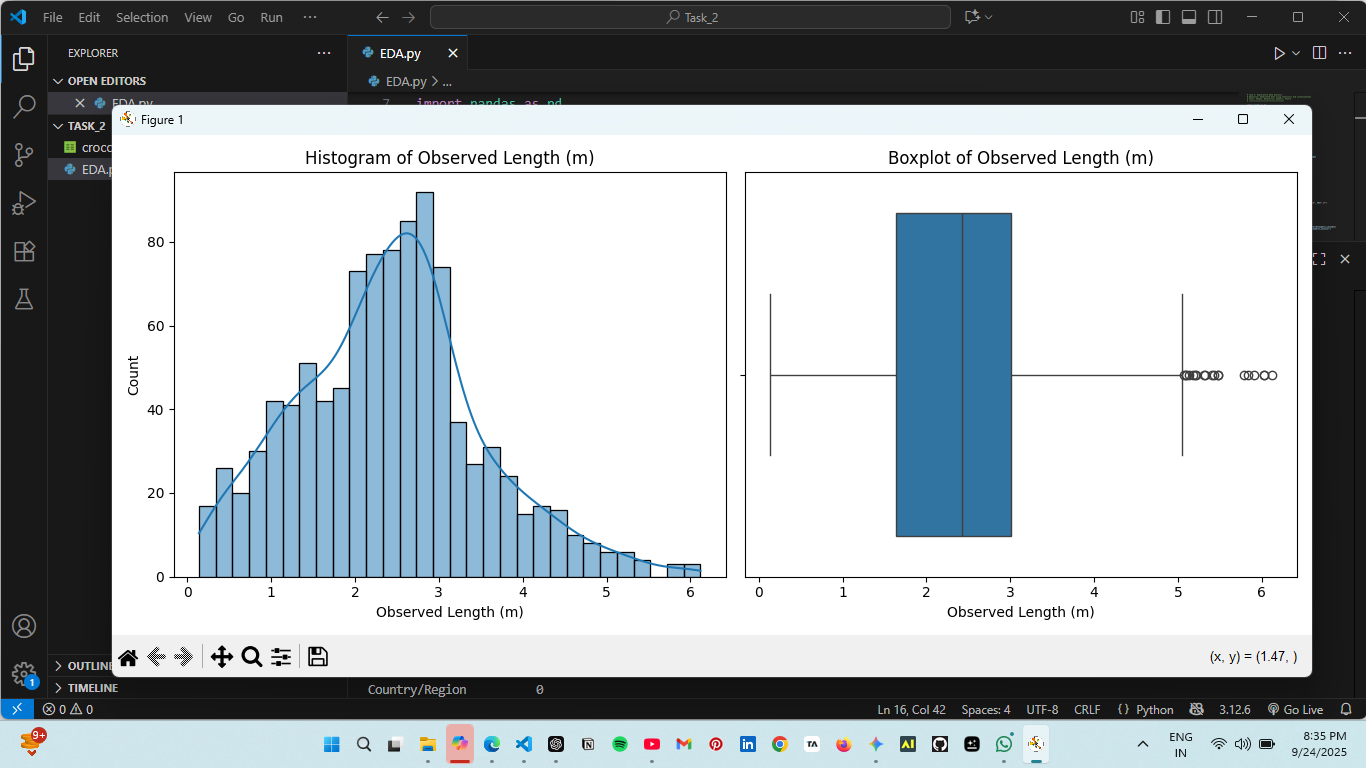 File Edit Selection View Go Run ··· Task_2
EXPLORER ···
EDA.py
OPEN EDITORS
EDA.py > ...
EDA.py
7 import pandas as pd
TASK_2
Figure 1
crocc
EDA.p
Histogram of Observed Length (m)
Boxplot of Observed Length (m)
80
60
40
20
0
Count
0 1 2 3 4 5 6
Observed Length (m)
0 1 2 3 4 5 6
Observed Length (m)
(x, y) = (1.47, )
OUTLINE
TIMELINE
Country/Region 0
1
0 0
Ln 16, Col 42 Spaces: 4 UTF-8 CRLF {} Python 3.12.6 Go Live
9+
TA
AI
ENG
IN
8:35 PM
9/24/2025